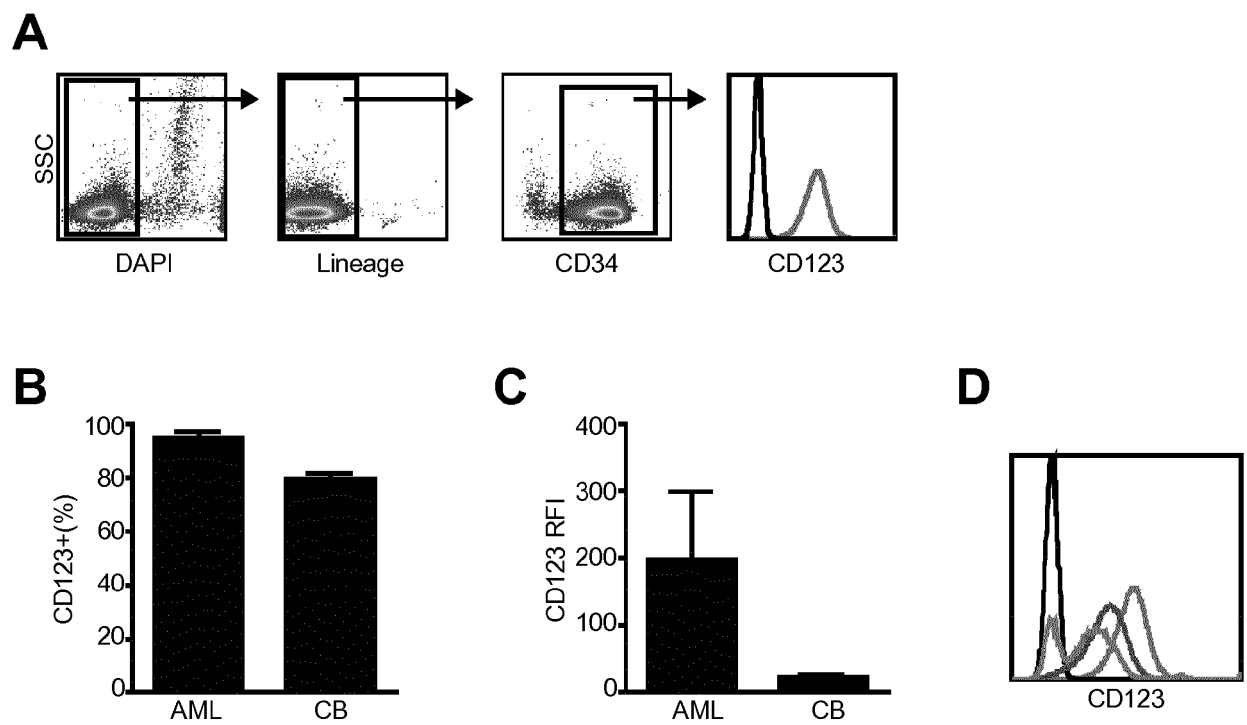 A
SSC
DAPI
Lineage
CD34
CD123
B
CD123+(%)
100
80
60
40
20
0
AML
CB
C
CD123 RFI
400
300
200
100
0
AML
CB
D
CD123